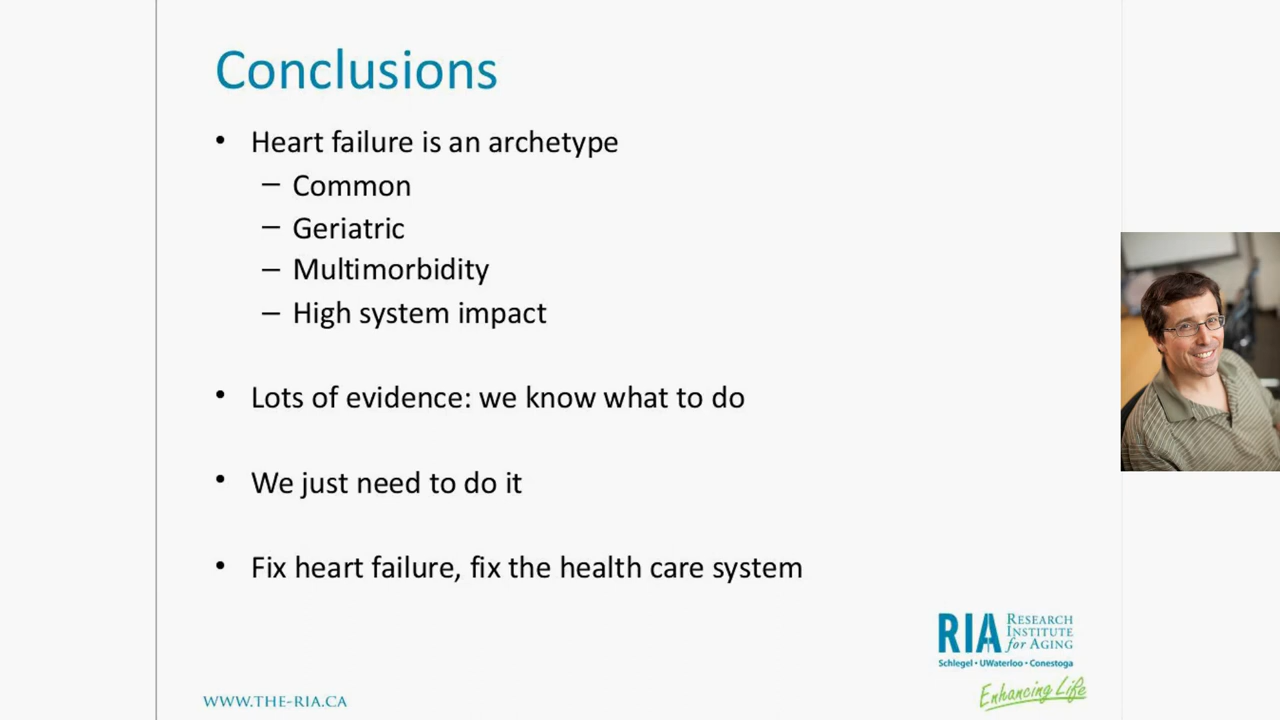 Conclusions
• Heart failure is an archetype
– Common
– Geriatric
– Multimorbidity
– High system impact
• Lots of evidence: we know what to do
• We just need to do it
• Fix heart failure, fix the health care system
RIA RESEARCH
INSTITUTE
for AGING
Schlegel • UWaterloo • Conestoga
Enhancing Life
WWW.THE-RIA.CA